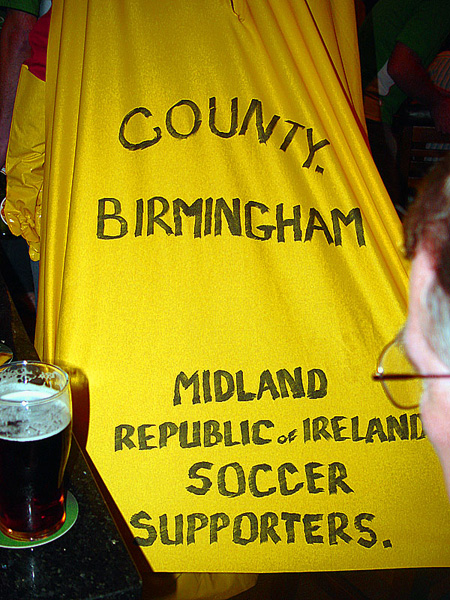 COUNTY.
BIRMINGHAM
MIDLAND
REPUBLIC of IRELAND
SOCCER
SUPPORTERS.